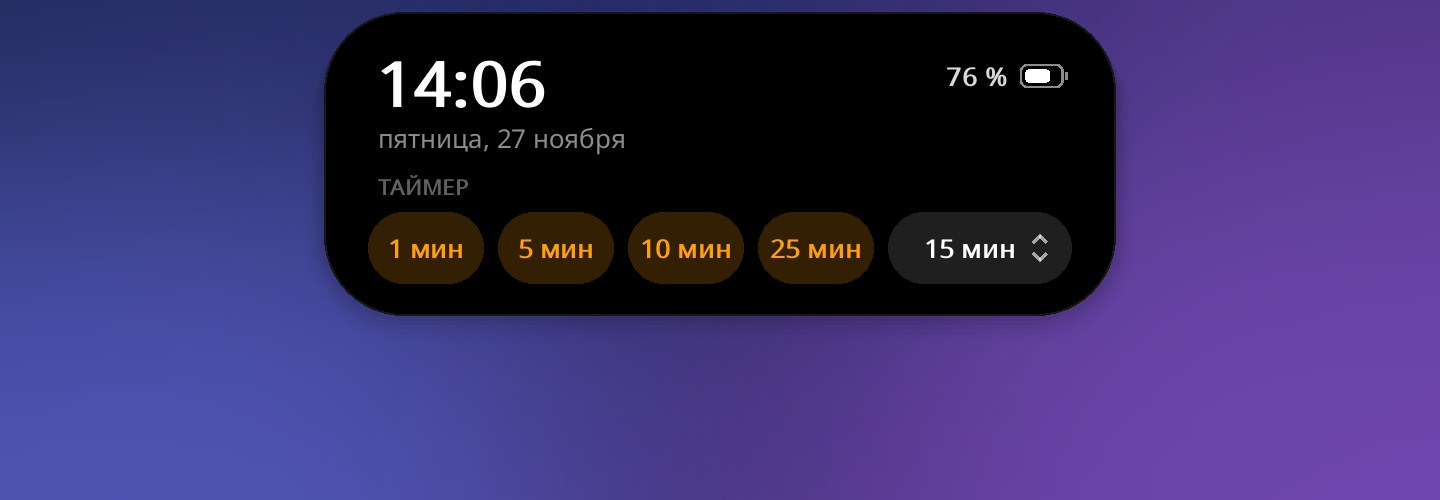 14:06
76 %
пятница, 27 ноября
ТАЙМЕР
1 мин 5 мин 10 мин 25 мин 15 мин